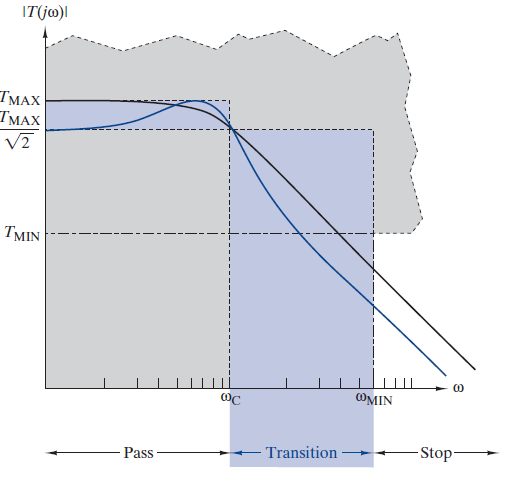 |T(jω)|
TMAX
TMAX
√2
TMIN
ωC
ωMIN
ω
Pass
Transition
Stop